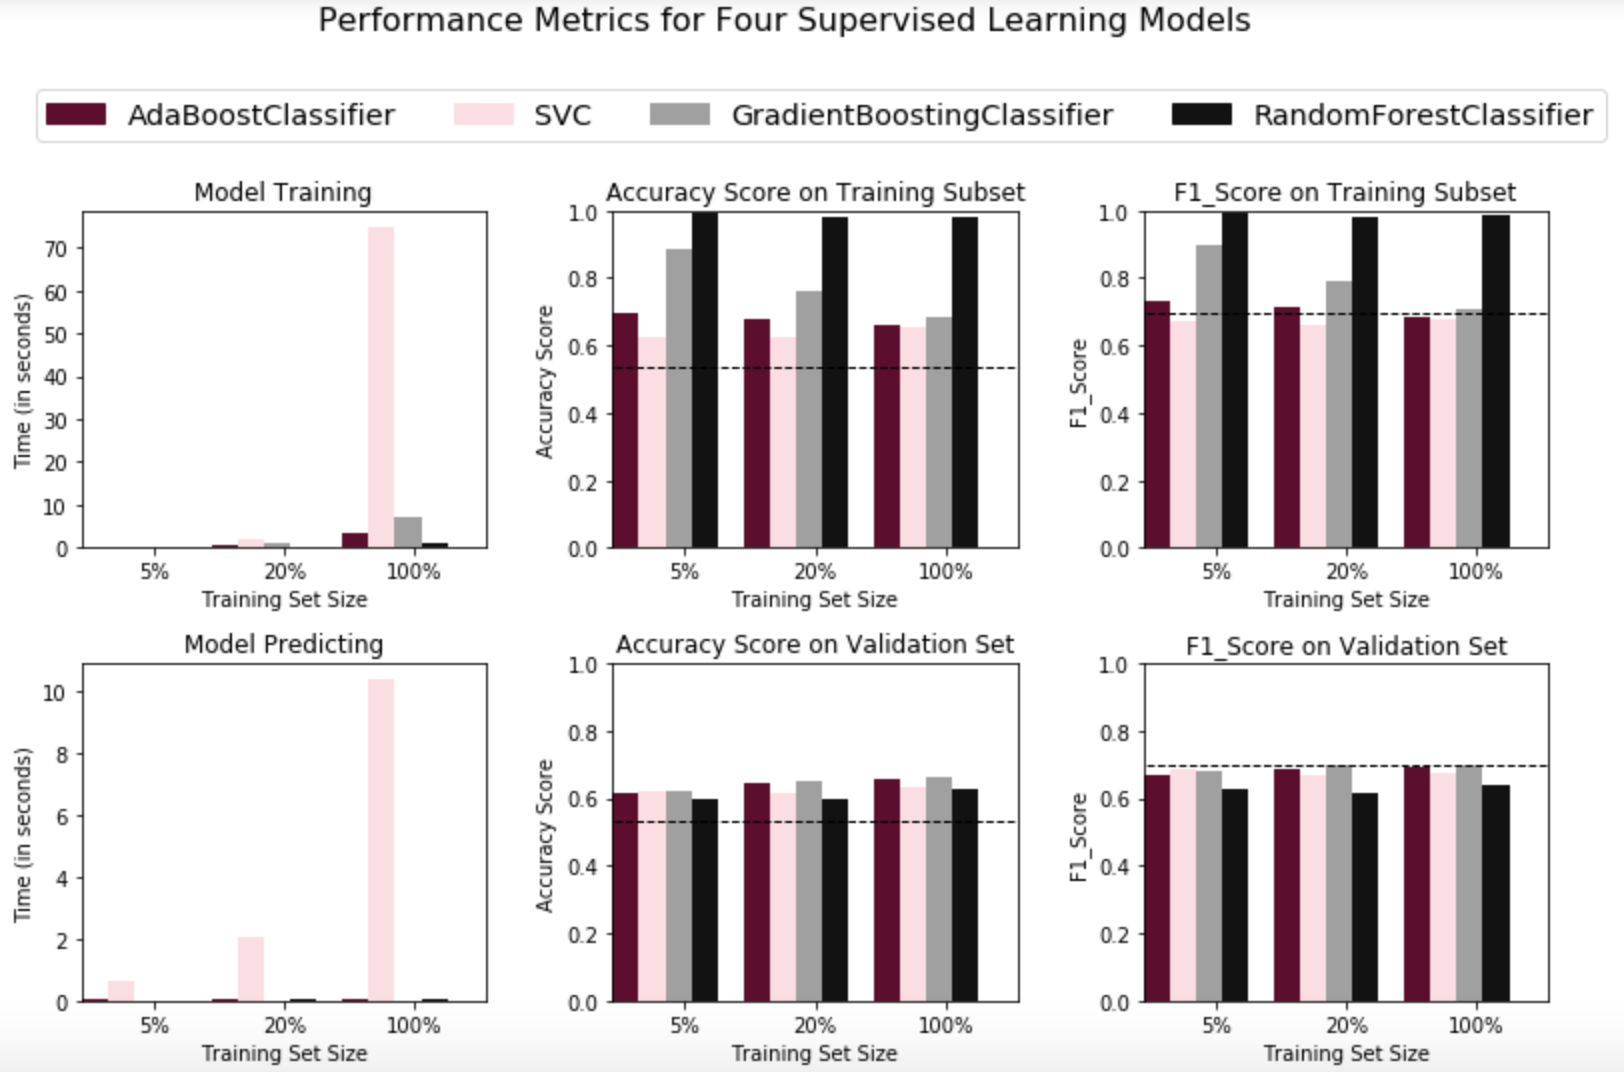 Performance Metrics for Four Supervised Learning Models
AdaBoostClassifier SVC GradientBoostingClassifier RandomForestClassifier
Model Training
70
60
50
40
30
20
10
0
Time (in seconds)
5% 20% 100%
Training Set Size
Accuracy Score on Training Subset
1.0
0.8
0.6
0.4
0.2
0.0
Accuracy Score
5% 20% 100%
Training Set Size
F1_Score on Training Subset
1.0
0.8
0.6
0.4
0.2
0.0
F1_Score
5% 20% 100%
Training Set Size
Model Predicting
10
8
6
4
2
0
Time (in seconds)
5% 20% 100%
Training Set Size
Accuracy Score on Validation Set
1.0
0.8
0.6
0.4
0.2
0.0
Accuracy Score
5% 20% 100%
Training Set Size
F1_Score on Validation Set
1.0
0.8
0.6
0.4
0.2
0.0
F1_Score
5% 20% 100%
Training Set Size